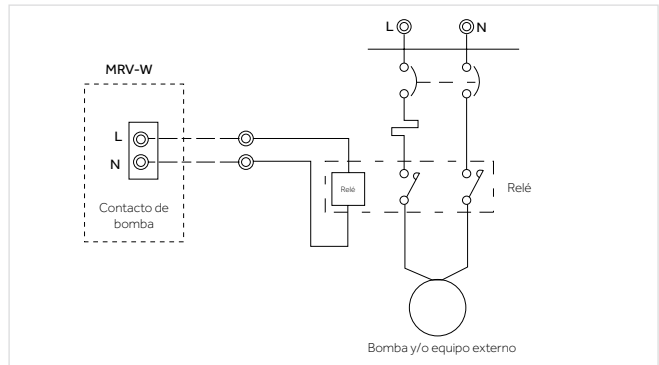 L N
MRV-W
L
N
Contacto de
bomba
Relé
Relé
Bomba y/o equipo externo